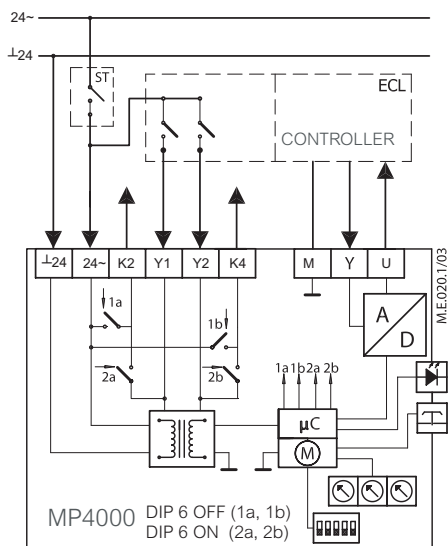 24~
⊥24
ST
ECL
CONTROLLER
⊥24 24~ K2 Y1 Y2 K4 M Y U
M.E.020.1/03
1a
1b
A
D
2a
2b
1a 1b 2a 2b
µC
M
MP4000 DIP 6 OFF (1a, 1b)
DIP 6 ON (2a, 2b)